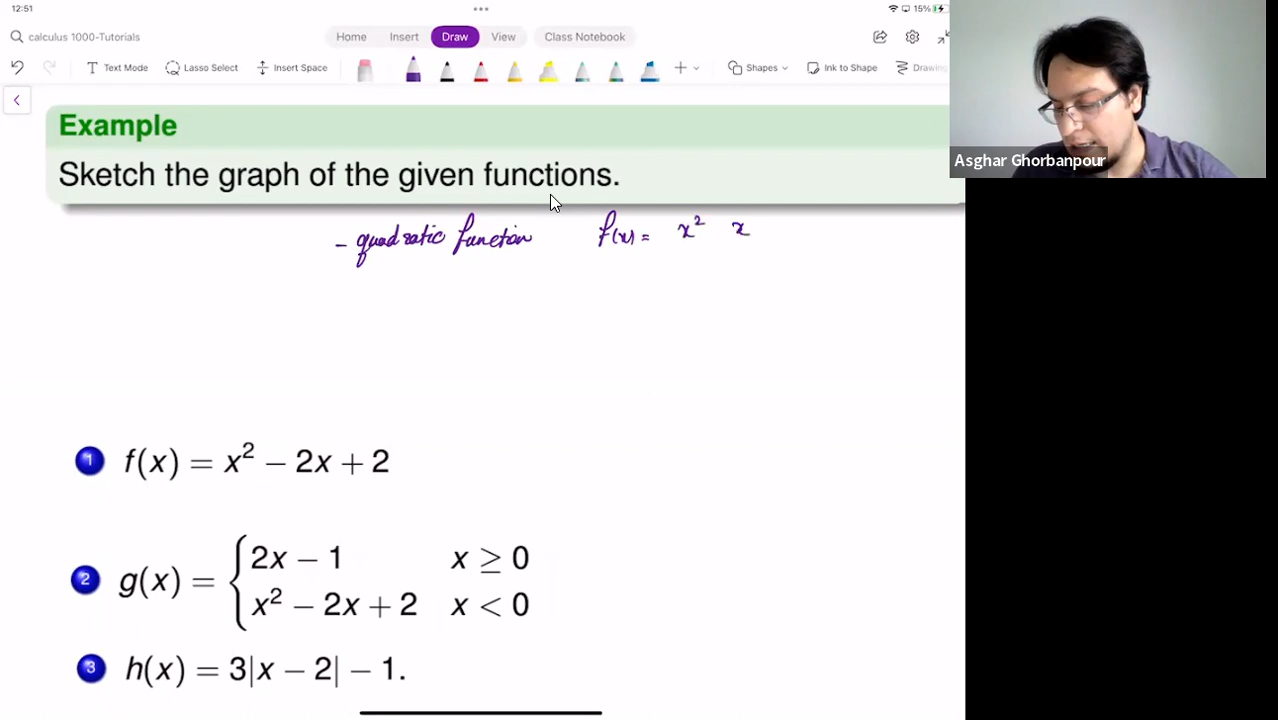 12:51
15%
calculus 1000-Tutorials
Home Insert Draw View Class Notebook
Text Mode Lasso Select Insert Space Shapes Ink to Shape Drawing
Example
Sketch the graph of the given functions.
Asghar Ghorbanpour
- quadratic function f(x) = x² x
1 f(x) = x² − 2x + 2
2 g(x) = { 2x − 1 x ≥ 0
x² − 2x + 2 x < 0
3 h(x) = 3|x − 2| − 1.